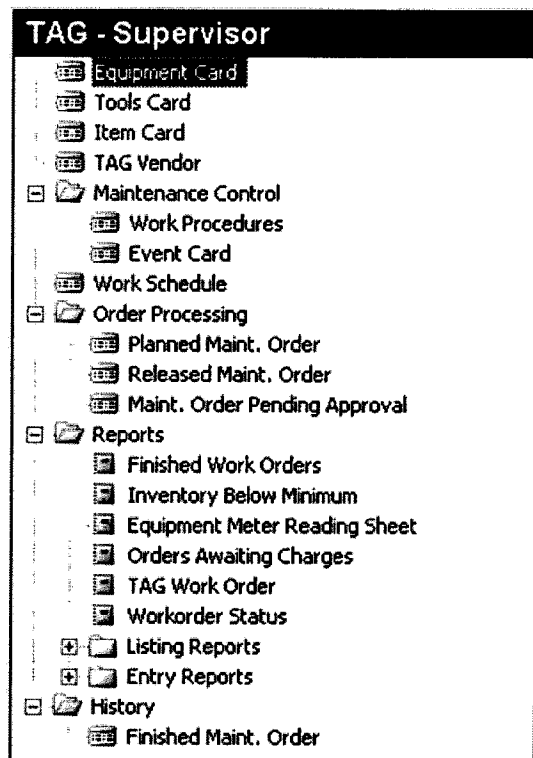 TAG - Supervisor
Equipment Card
Tools Card
Item Card
TAG Vendor
Maintenance Control
Work Procedures
Event Card
Work Schedule
Order Processing
Planned Maint. Order
Released Maint. Order
Maint. Order Pending Approval
Reports
Finished Work Orders
Inventory Below Minimum
Equipment Meter Reading Sheet
Orders Awaiting Charges
TAG Work Order
Workorder Status
Listing Reports
Entry Reports
History
Finished Maint. Order